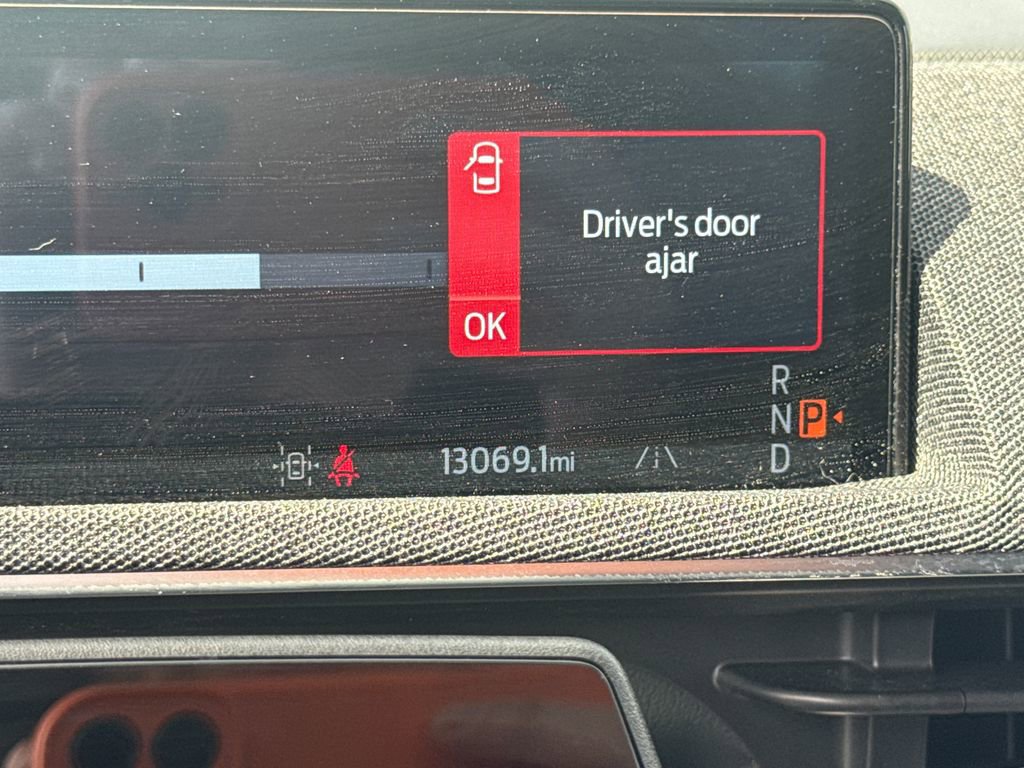 Driver's door
ajar
OK
R
N P
D
13069.1mi